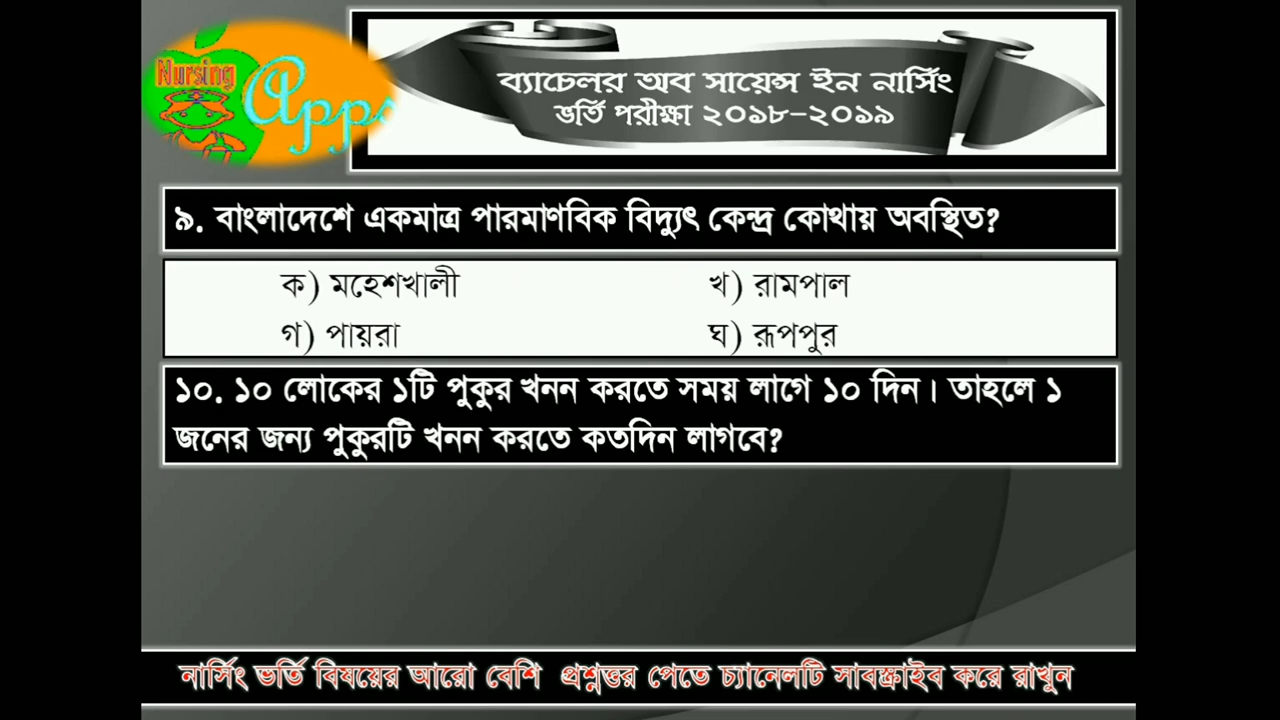 Nursing
Apps
ব্যাচেলর অব সায়েন্স ইন নার্সিং
ভর্তি পরীক্ষা ২০১৮-২০১৯
৯. বাংলাদেশে একমাত্র পারমাণবিক বিদ্যুৎ কেন্দ্র কোথায় অবস্থিত?
ক) মহেশখালী খ) রামপাল
গ) পায়রা ঘ) রূপপুর
১০. ১০ লোকের ১টি পুকুর খনন করতে সময় লাগে ১০ দিন। তাহলে ১
জনের জন্য পুকুরটি খনন করতে কতদিন লাগবে?
নার্সিং ভর্তি বিষয়ের আরো বেশি প্রশ্নত্তর পেতে চ্যানেলটি সাবস্ক্রাইব করে রাখুন